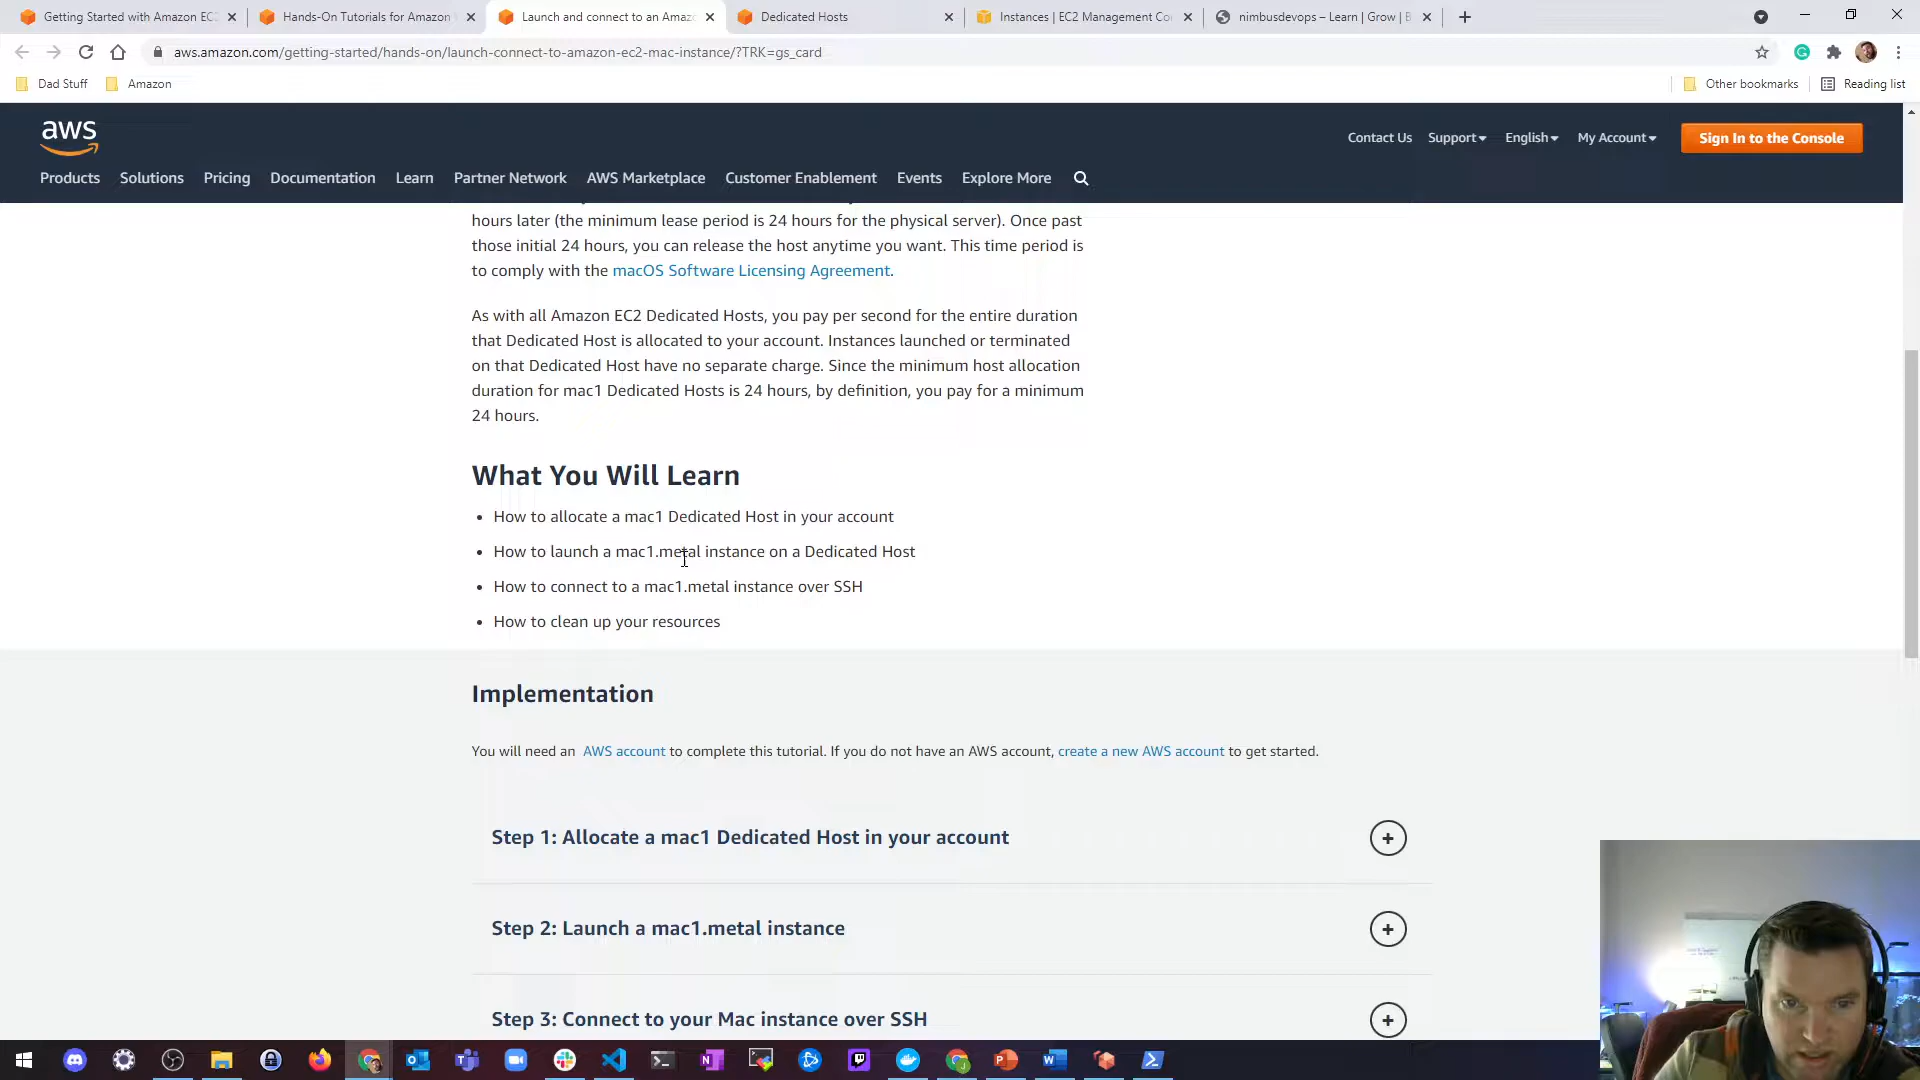 Getting Started with Amazon EC2
Hands-On Tutorials for Amazon
Launch and connect to an Amaz
Dedicated Hosts
Instances | EC2 Management Co
nimbusdevops – Learn | Grow | B
aws.amazon.com/getting-started/hands-on/launch-connect-to-amazon-ec2-mac-instance/?TRK=gs_card
Dad Stuff
Amazon
Other bookmarks
Reading list
aws
Contact Us
Support
English
My Account
Sign In to the Console
Products
Solutions
Pricing
Documentation
Learn
Partner Network
AWS Marketplace
Customer Enablement
Events
Explore More
hours later (the minimum lease period is 24 hours for the physical server). Once past
those initial 24 hours, you can release the host anytime you want. This time period is
to comply with the macOS Software Licensing Agreement.
As with all Amazon EC2 Dedicated Hosts, you pay per second for the entire duration
that Dedicated Host is allocated to your account. Instances launched or terminated
on that Dedicated Host have no separate charge. Since the minimum host allocation
duration for mac1 Dedicated Hosts is 24 hours, by definition, you pay for a minimum
24 hours.
What You Will Learn
• How to allocate a mac1 Dedicated Host in your account
• How to launch a mac1.metal instance on a Dedicated Host
• How to connect to a mac1.metal instance over SSH
• How to clean up your resources
Implementation
You will need an AWS account to complete this tutorial. If you do not have an AWS account, create a new AWS account to get started.
Step 1: Allocate a mac1 Dedicated Host in your account
Step 2: Launch a mac1.metal instance
Step 3: Connect to your Mac instance over SSH